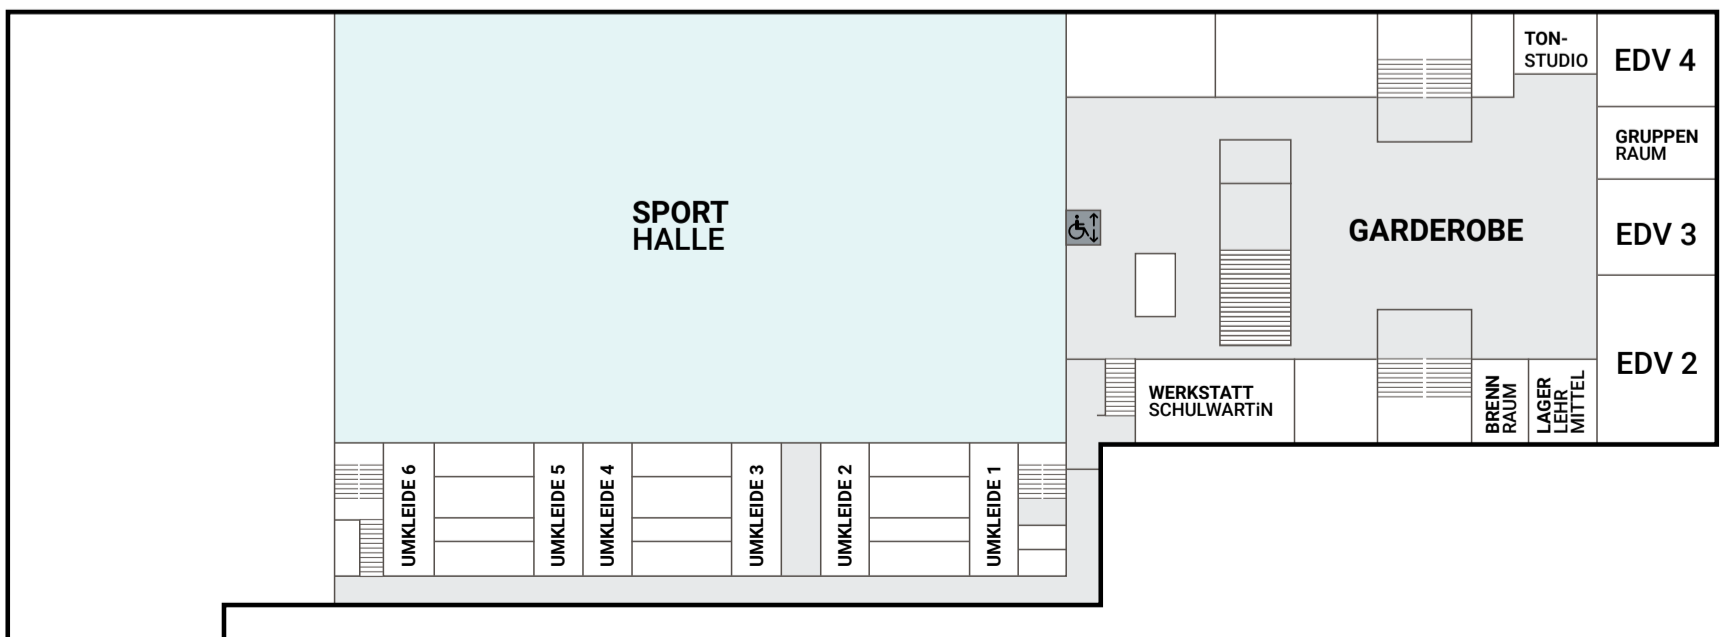 TON-
STUDIO
EDV 4
GRUPPEN
RAUM
SPORT
HALLE
GARDEROBE
EDV 3
EDV 2
WERKSTATT
SCHULWARTiN
BRENN
RAUM
LAGER
LEHR
MITTEL
UMKLEIDE 6
UMKLEIDE 5
UMKLEIDE 4
UMKLEIDE 3
UMKLEIDE 2
UMKLEIDE 1